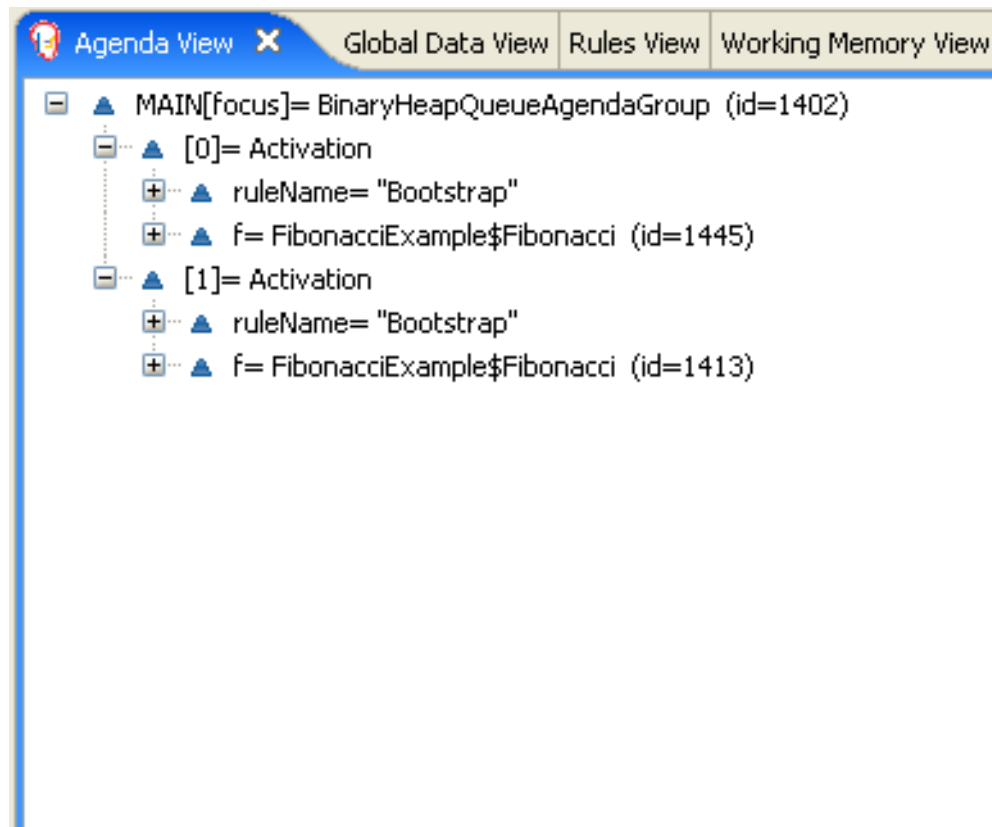 Agenda View Global Data View Rules View Working Memory View
MAIN[focus]= BinaryHeapQueueAgendaGroup (id=1402)
[0]= Activation
ruleName= "Bootstrap"
f= FibonacciExample$Fibonacci (id=1445)
[1]= Activation
ruleName= "Bootstrap"
f= FibonacciExample$Fibonacci (id=1413)